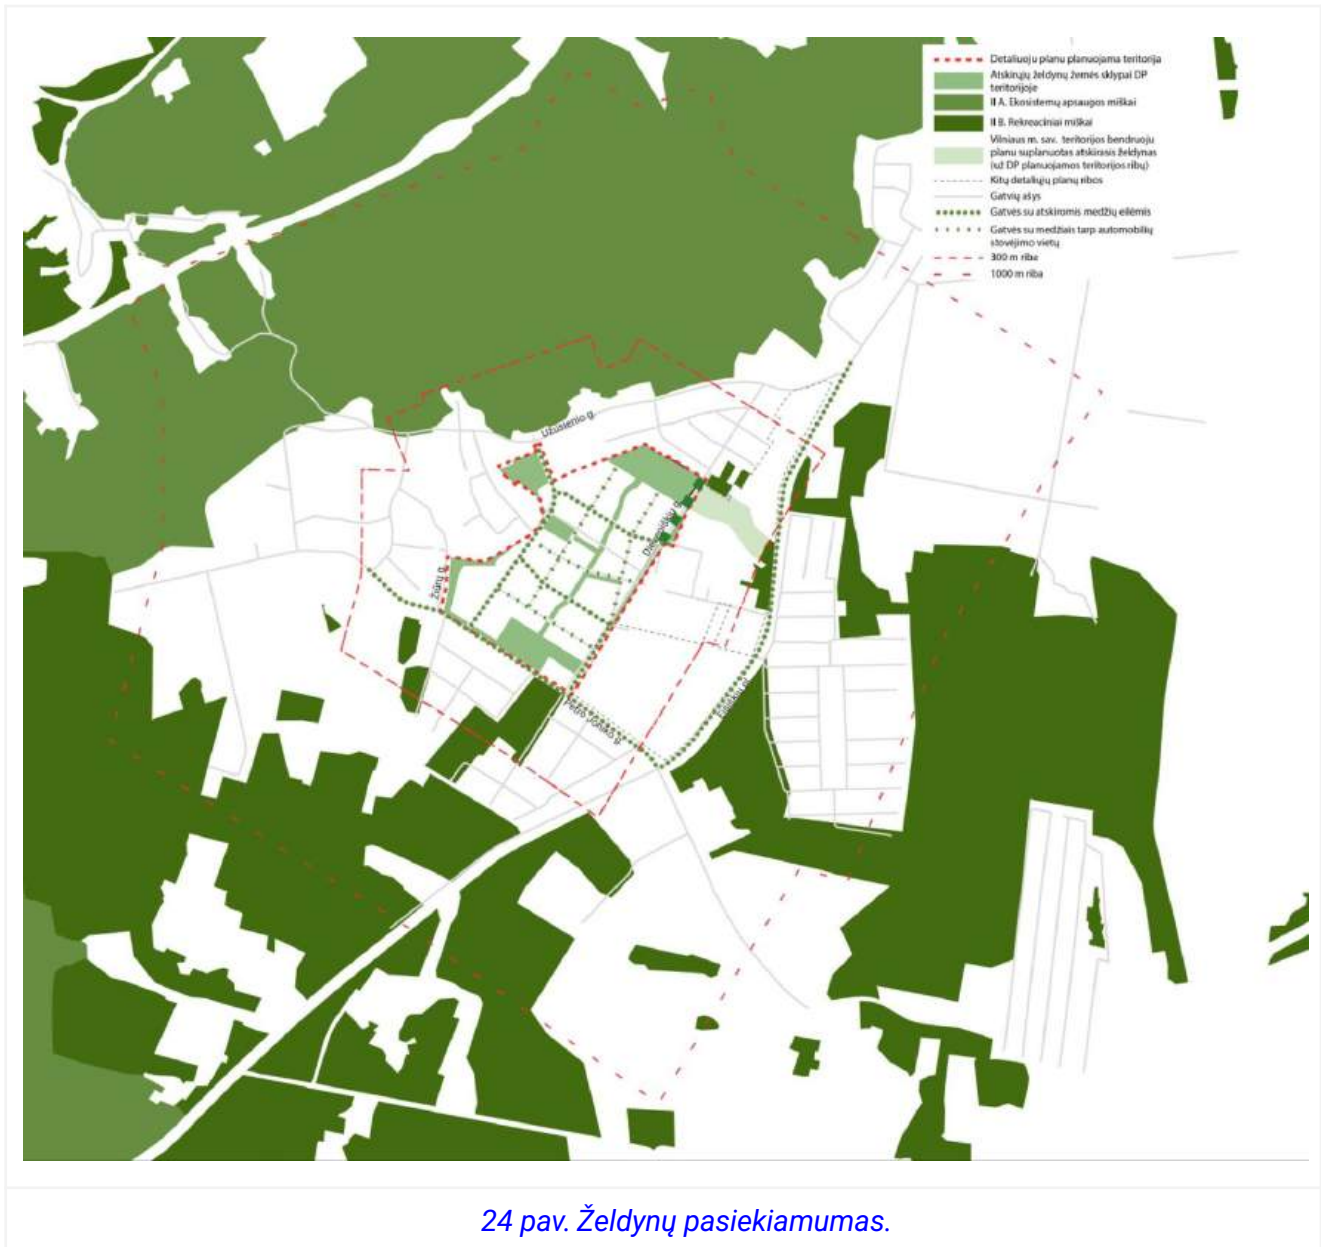 Detaliuoju planu planuojama teritorija
Atskirųjų želdynų žemės sklypai DP
teritorijoje
II A. Ekosistemų apsaugos miškai
II B. Rekreaciniai miškai
Vilniaus m. sav. teritorijos bendruoju
planu suplanuotas atskirasis želdynas
(už DP planuojamos teritorijos ribų)
Kitų detaliųjų planų ribos
Gatvių ašys
Gatvės su atskiromis medžių eilėmis
Gatvės su medžiais tarp automobilių
stovėjimo vietų
300 m riba
1000 m riba
Užusienio g.
Žiūrų g.
Petro Joniko g.
24 pav. Želdynų pasiekiamumas.